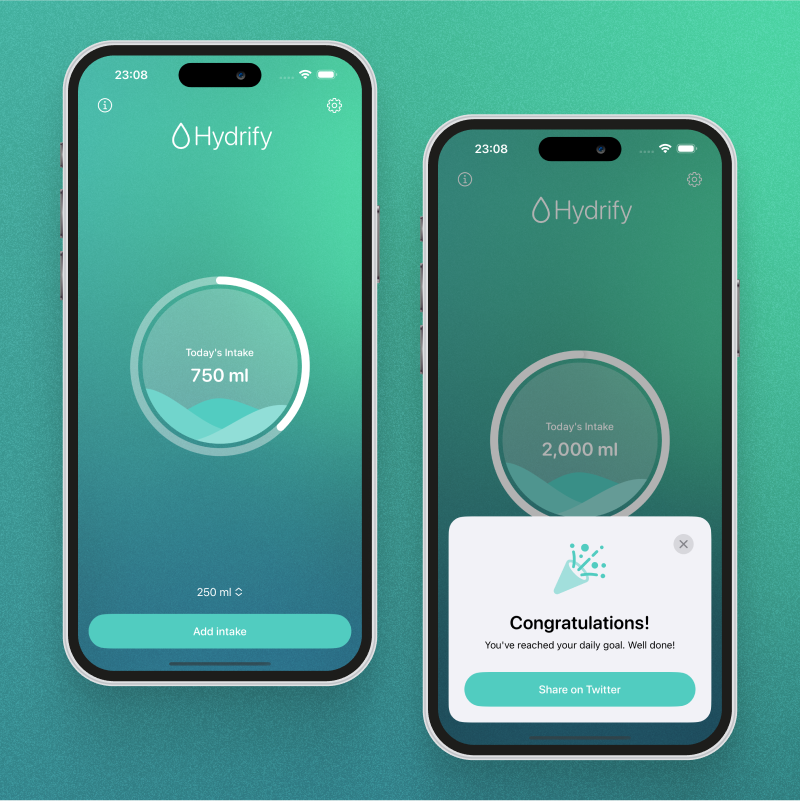 23:08
Hydrify
Today's Intake
750 ml
250 ml
Add intake
23:08
Hydrify
Today's Intake
2,000 ml
Congratulations!
You've reached your daily goal. Well done!
Share on Twitter